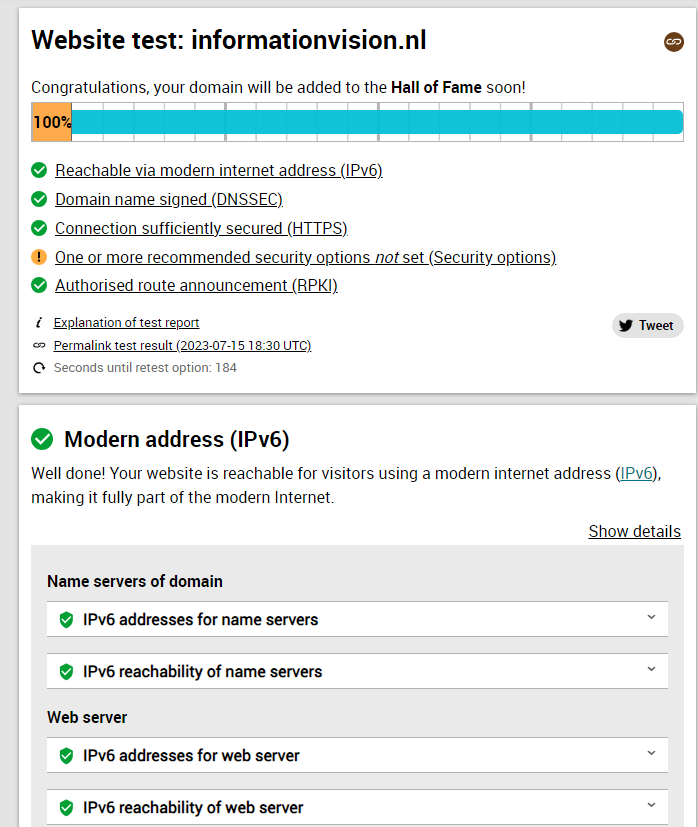 Website test: informationvision.nl
Congratulations, your domain will be added to the Hall of Fame soon!
100%
Reachable via modern internet address (IPv6)
Domain name signed (DNSSEC)
Connection sufficiently secured (HTTPS)
One or more recommended security options not set (Security options)
Authorised route announcement (RPKI)
Explanation of test report
Tweet
Permalink test result (2023-07-15 18:30 UTC)
Seconds until retest option: 184
Modern address (IPv6)
Well done! Your website is reachable for visitors using a modern internet address (IPv6),
making it fully part of the modern Internet.
Show details
Name servers of domain
IPv6 addresses for name servers
IPv6 reachability of name servers
Web server
IPv6 addresses for web server
IPv6 reachability of web server